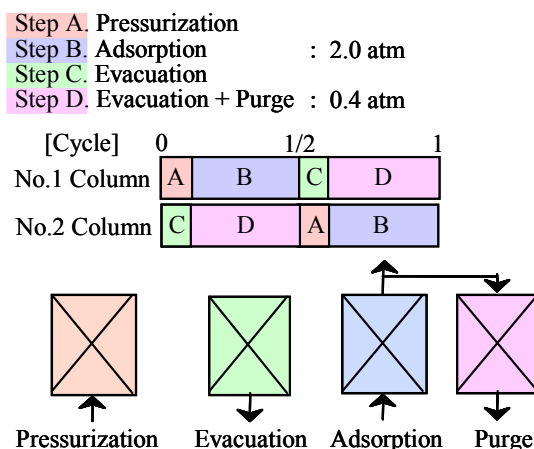 Step A. Pressurization
Step B. Adsorption : 2.0 atm
Step C. Evacuation
Step D. Evacuation + Purge : 0.4 atm
[Cycle] 0 1/2 1
No.1 Column A B C D
No.2 Column C D A B
Pressurization Evacuation Adsorption Purge